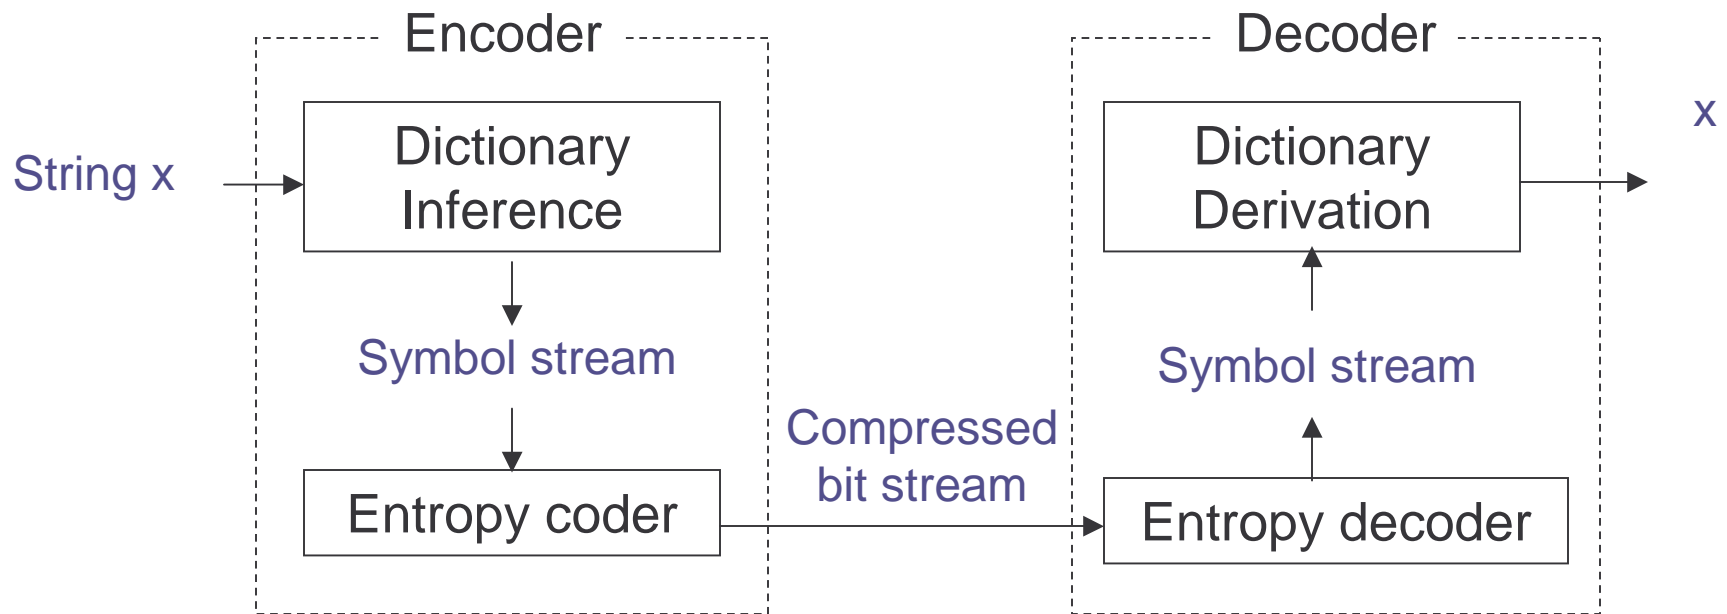 Encoder
Decoder
String x
Dictionary
Inference
Symbol stream
Entropy coder
Compressed
bit stream
Dictionary
Derivation
x
Symbol stream
Entropy decoder